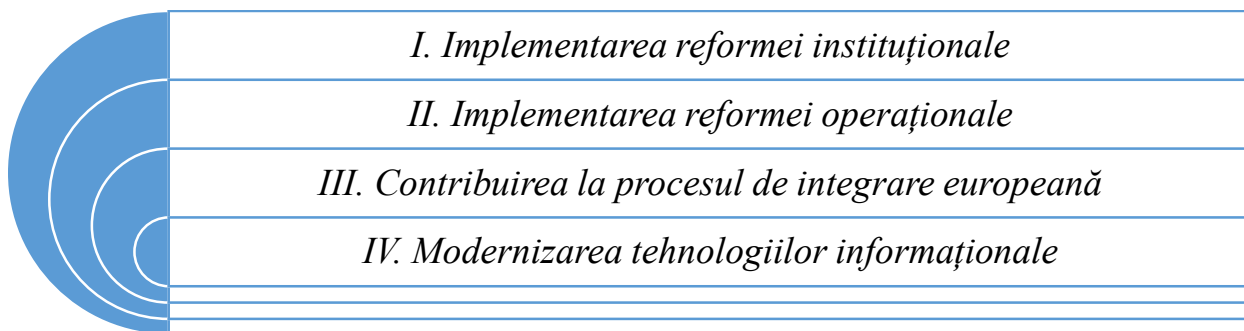 I. Implementarea reformei instituționale
II. Implementarea reformei operaționale
III. Contribuirea la procesul de integrare europeană
IV. Modernizarea tehnologiilor informaționale